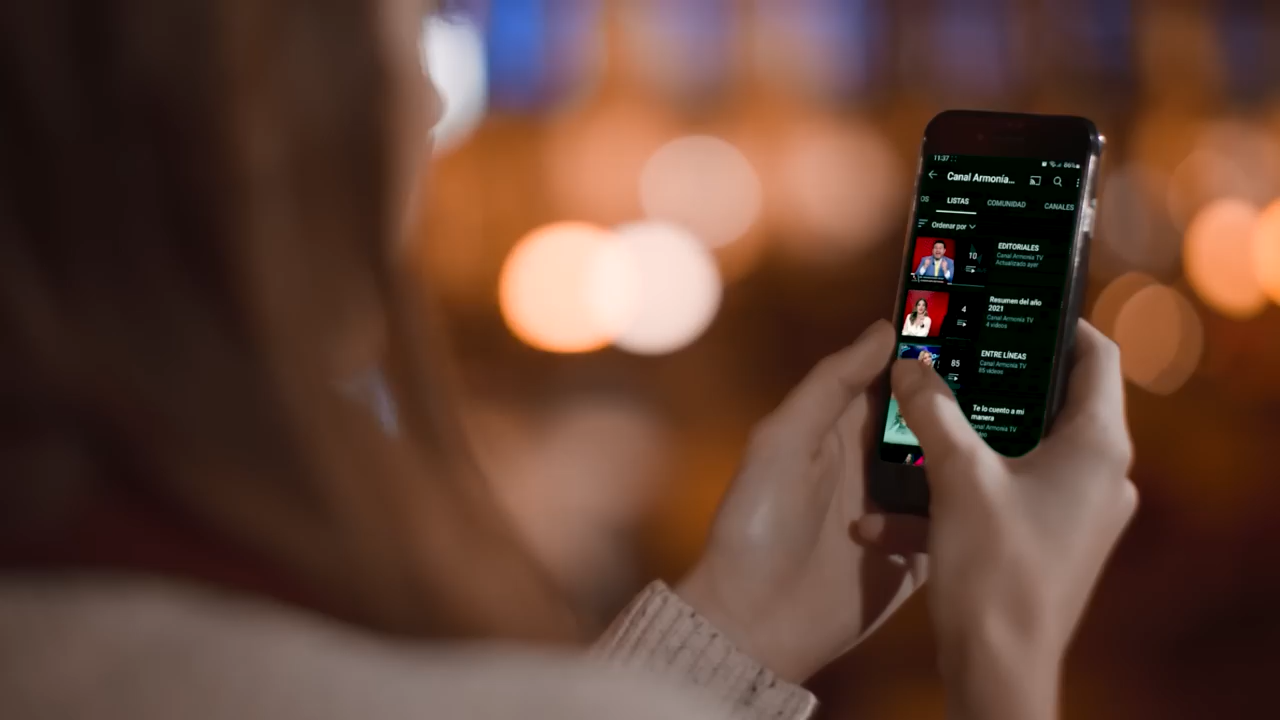 11:37
86%
Canal Armonía...
OS LISTAS COMUNIDAD CANALES
Ordenar por
10
EDITORIALES
Canal Armonía TV
Actualizado ayer
4
Resumen del año
2021
Canal Armonía TV
4 videos
85
ENTRE LÍNEAS
Canal Armonía TV
85 videos
Te lo cuento a mi
manera
Canal Armonía TV